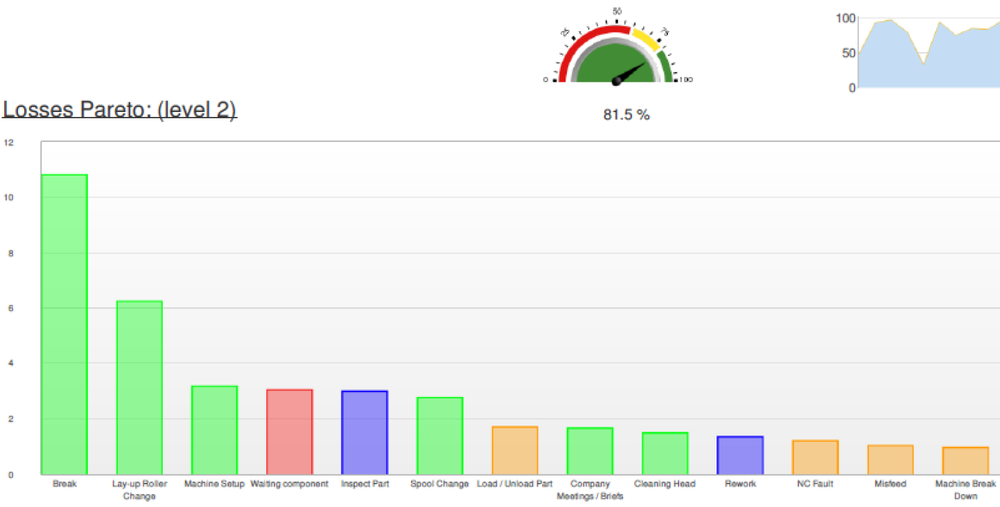 50
25
75
0
100
81.5 %
100
50
0
Losses Pareto: (level 2)
12
10
8
6
4
2
0
Break
Lay-up Roller
Change
Machine Setup
Waiting component
Inspect Part
Spool Change
Load / Unload Part
Company
Meetings / Briefs
Cleaning Head
Rework
NC Fault
Misfeed
Machine Break
Down